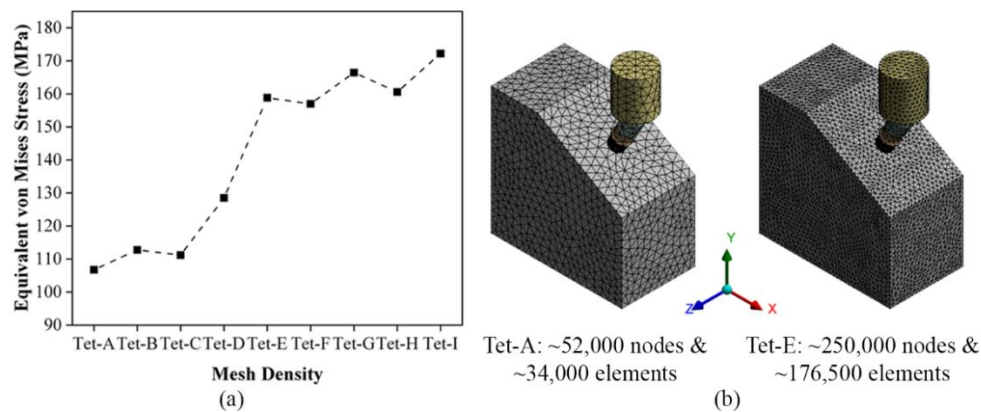 Equivalent von Mises Stress (MPa)
180
170
160
150
140
130
120
110
100
90
Tet-A Tet-B Tet-C Tet-D Tet-E Tet-F Tet-G Tet-H Tet-I
Mesh Density
(a)
Y
Z
X
Tet-A: ~52,000 nodes &
~34,000 elements
Tet-E: ~250,000 nodes &
~176,500 elements
(b)